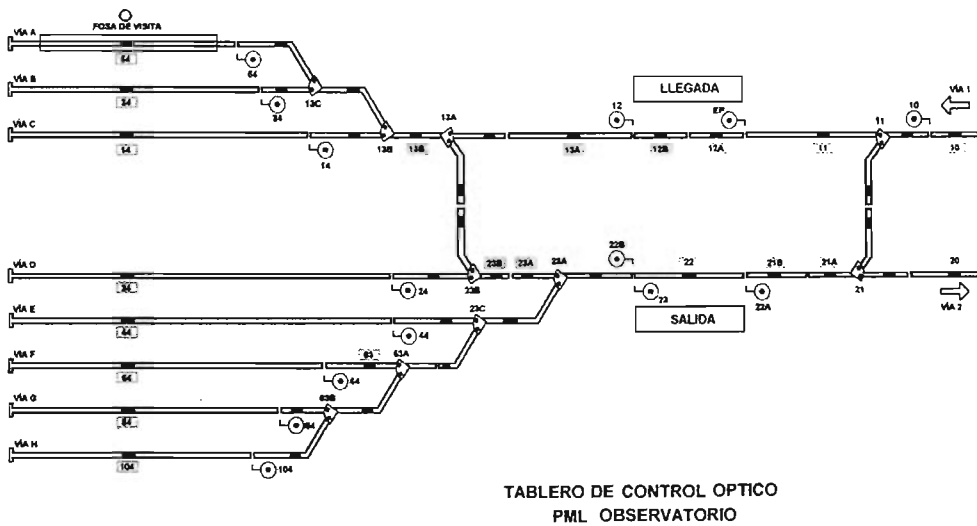 FOSA DE VISITA
VÍA A
54
64
VÍA B
13C
34
34
LLEGADA
VÍA 1
12
EP
10
11
13A
VÍA C
14
14
13B
13B
13A
12B
12A
11
10
VÍA D
24
24
23B
23B
23A
23A
22B
22
22
21B
21A
20
21
22A
VÍA 2
SALIDA
VÍA E
44
44
23C
VÍA F
64
64
63
63A
VÍA G
84
84
63B
VÍA H
104
104
TABLERO DE CONTROL OPTICO
PML OBSERVATORIO